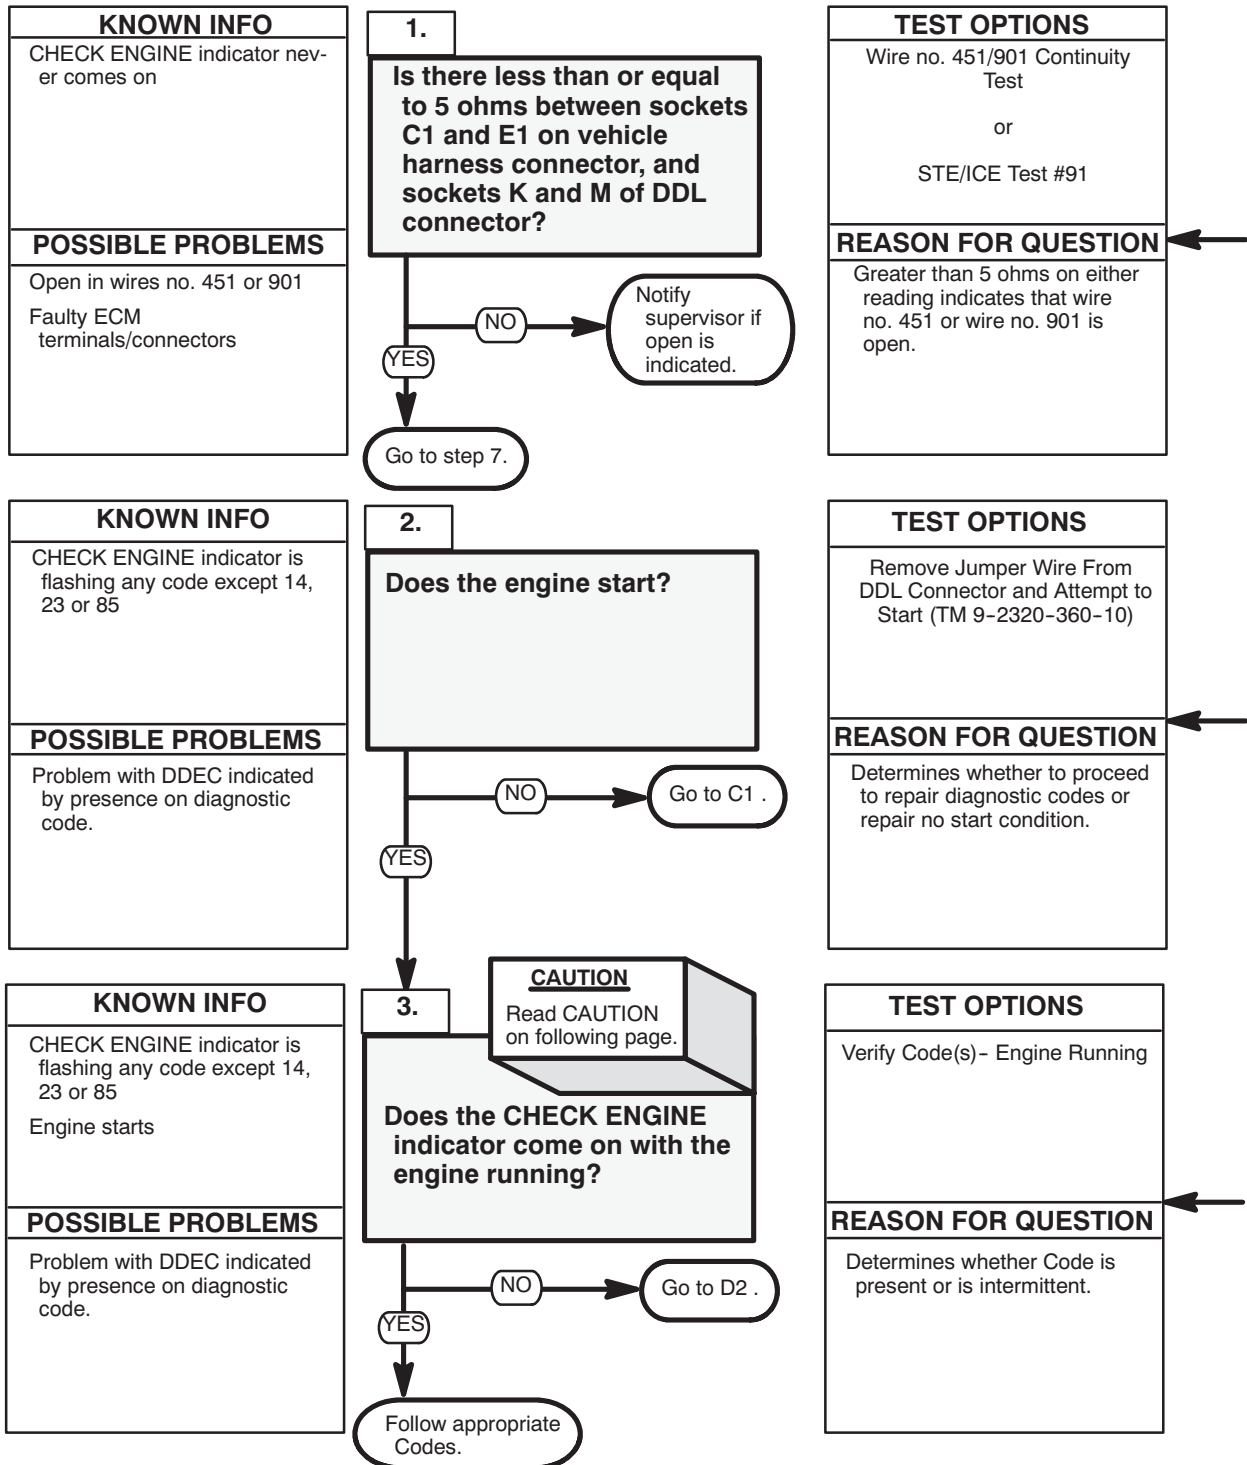 KNOWN INFO
CHECK ENGINE indicator nev-
er comes on
POSSIBLE PROBLEMS
Open in wires no. 451 or 901
Faulty ECM
terminals/connectors
1.
Is there less than or equal
to 5 ohms between sockets
C1 and E1 on vehicle
harness connector, and
sockets K and M of DDL
connector?
NO
Notify
supervisor if
open is
indicated.
YES
Go to step 7.
TEST OPTIONS
Wire no. 451/901 Continuity
Test
or
STE/ICE Test #91
REASON FOR QUESTION
Greater than 5 ohms on either
reading indicates that wire
no. 451 or wire no. 901 is
open.
KNOWN INFO
CHECK ENGINE indicator is
flashing any code except 14,
23 or 85
POSSIBLE PROBLEMS
Problem with DDEC indicated
by presence on diagnostic
code.
2.
Does the engine start?
NO
Go to C1 .
YES
TEST OPTIONS
Remove Jumper Wire From
DDL Connector and Attempt to
Start (TM 9-2320-360-10)
REASON FOR QUESTION
Determines whether to proceed
to repair diagnostic codes or
repair no start condition.
KNOWN INFO
CHECK ENGINE indicator is
flashing any code except 14,
23 or 85
Engine starts
POSSIBLE PROBLEMS
Problem with DDEC indicated
by presence on diagnostic
code.
3.
CAUTION
Read CAUTION
on following page.
Does the CHECK ENGINE
indicator come on with the
engine running?
NO
Go to D2 .
YES
Follow appropriate
Codes.
TEST OPTIONS
Verify Code(s)- Engine Running
REASON FOR QUESTION
Determines whether Code is
present or is intermittent.